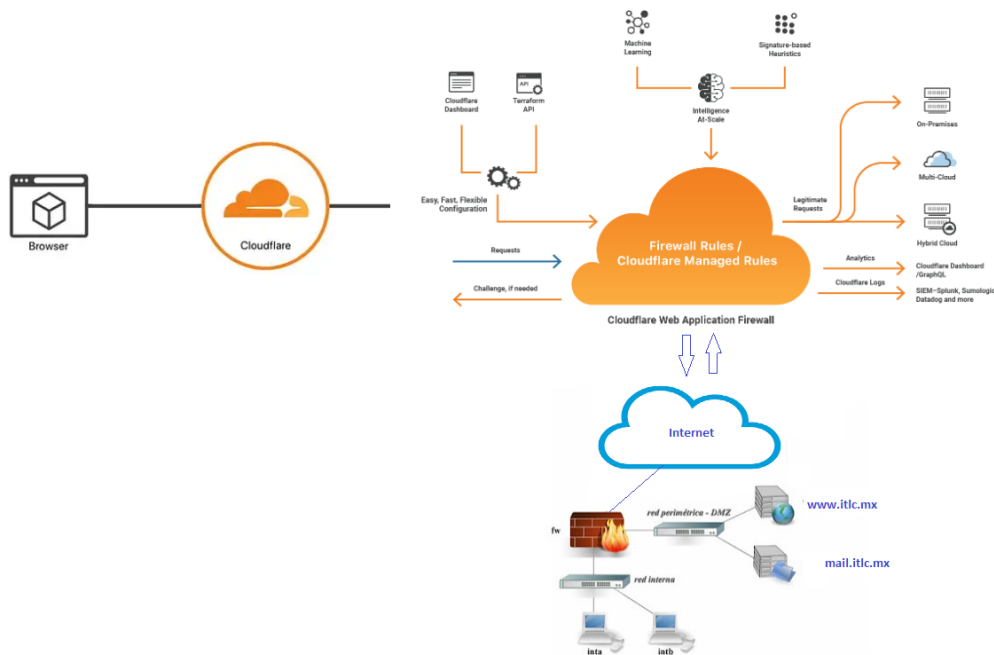 Machine
Learning
Signature-based
Heuristics
Cloudflare
Dashboard
API
Terraform
API
Intelligence
AI-Scale
On-Premises
Multi-Cloud
Hybrid Cloud
Browser
Cloudflare
Easy, Fast, Flexible
Configuration
Legitimate
Requests
Firewall Rules /
Cloudflare Managed Rules
Requests
Challenge, if needed
Analytics
Cloudflare Dashboard
/GraphQL
Cloudflare Logs
SIEM–Splunk, Sumologic
Datadog and more
Cloudflare Web Application Firewall
Internet
fw
red perimétrica - DMZ
www.itlc.mx
mail.itlc.mx
red interna
inta
intb